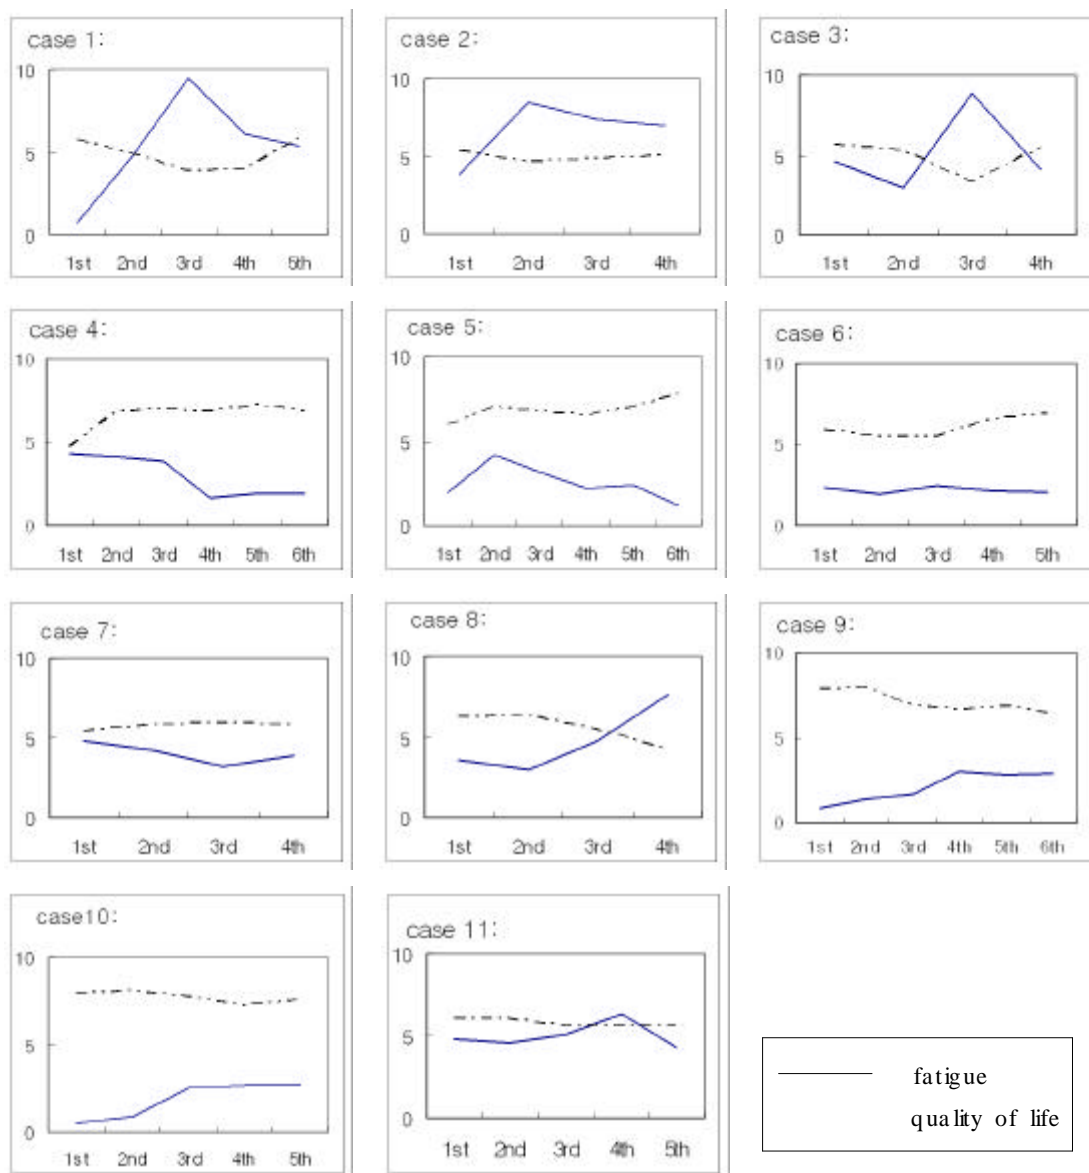 case 1:
10
5
0
1st 2nd 3rd 4th 5th
case 2:
10
5
0
1st 2nd 3rd 4th
case 3:
10
5
0
1st 2nd 3rd 4th
case 4:
10
5
0
1st 2nd 3rd 4th 5th 6th
case 5:
10
5
0
1st 2nd 3rd 4th 5th 6th
case 6:
10
5
0
1st 2nd 3rd 4th 5th
case 7:
10
5
0
1st 2nd 3rd 4th
case 8:
10
5
0
1st 2nd 3rd 4th
case 9:
10
5
0
1st 2nd 3rd 4th 5th 6th
case10:
10
5
0
1st 2nd 3rd 4th 5th
case 11:
10
5
0
1st 2nd 3rd 4th 5th
fatigue
quality of life